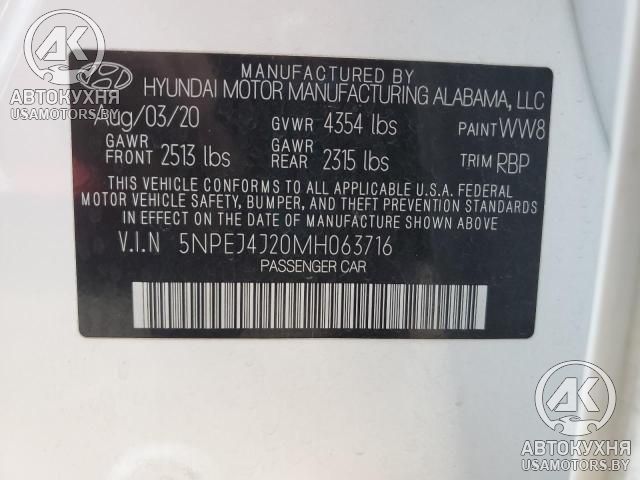 AK
АВТОКУХНЯ
USAMOTORS.BY
MANUFACTURED BY
HYUNDAI MOTOR MANUFACTURING ALABAMA, LLC
Aug/03/20 GVWR 4354 lbs PAINT WW8
GAWR FRONT 2513 lbs GAWR REAR 2315 lbs TRIM RBP
THIS VEHICLE CONFORMS TO ALL APPLICABLE U.S.A. FEDERAL
MOTOR VEHICLE SAFETY, BUMPER, AND THEFT PREVENTION STANDARDS
IN EFFECT ON THE DATE OF MANUFACTURE SHOWN ABOVE.
V.I.N 5NPEJ4J20MH063716
PASSENGER CAR
AK
АВТОКУХНЯ
USAMOTORS.BY